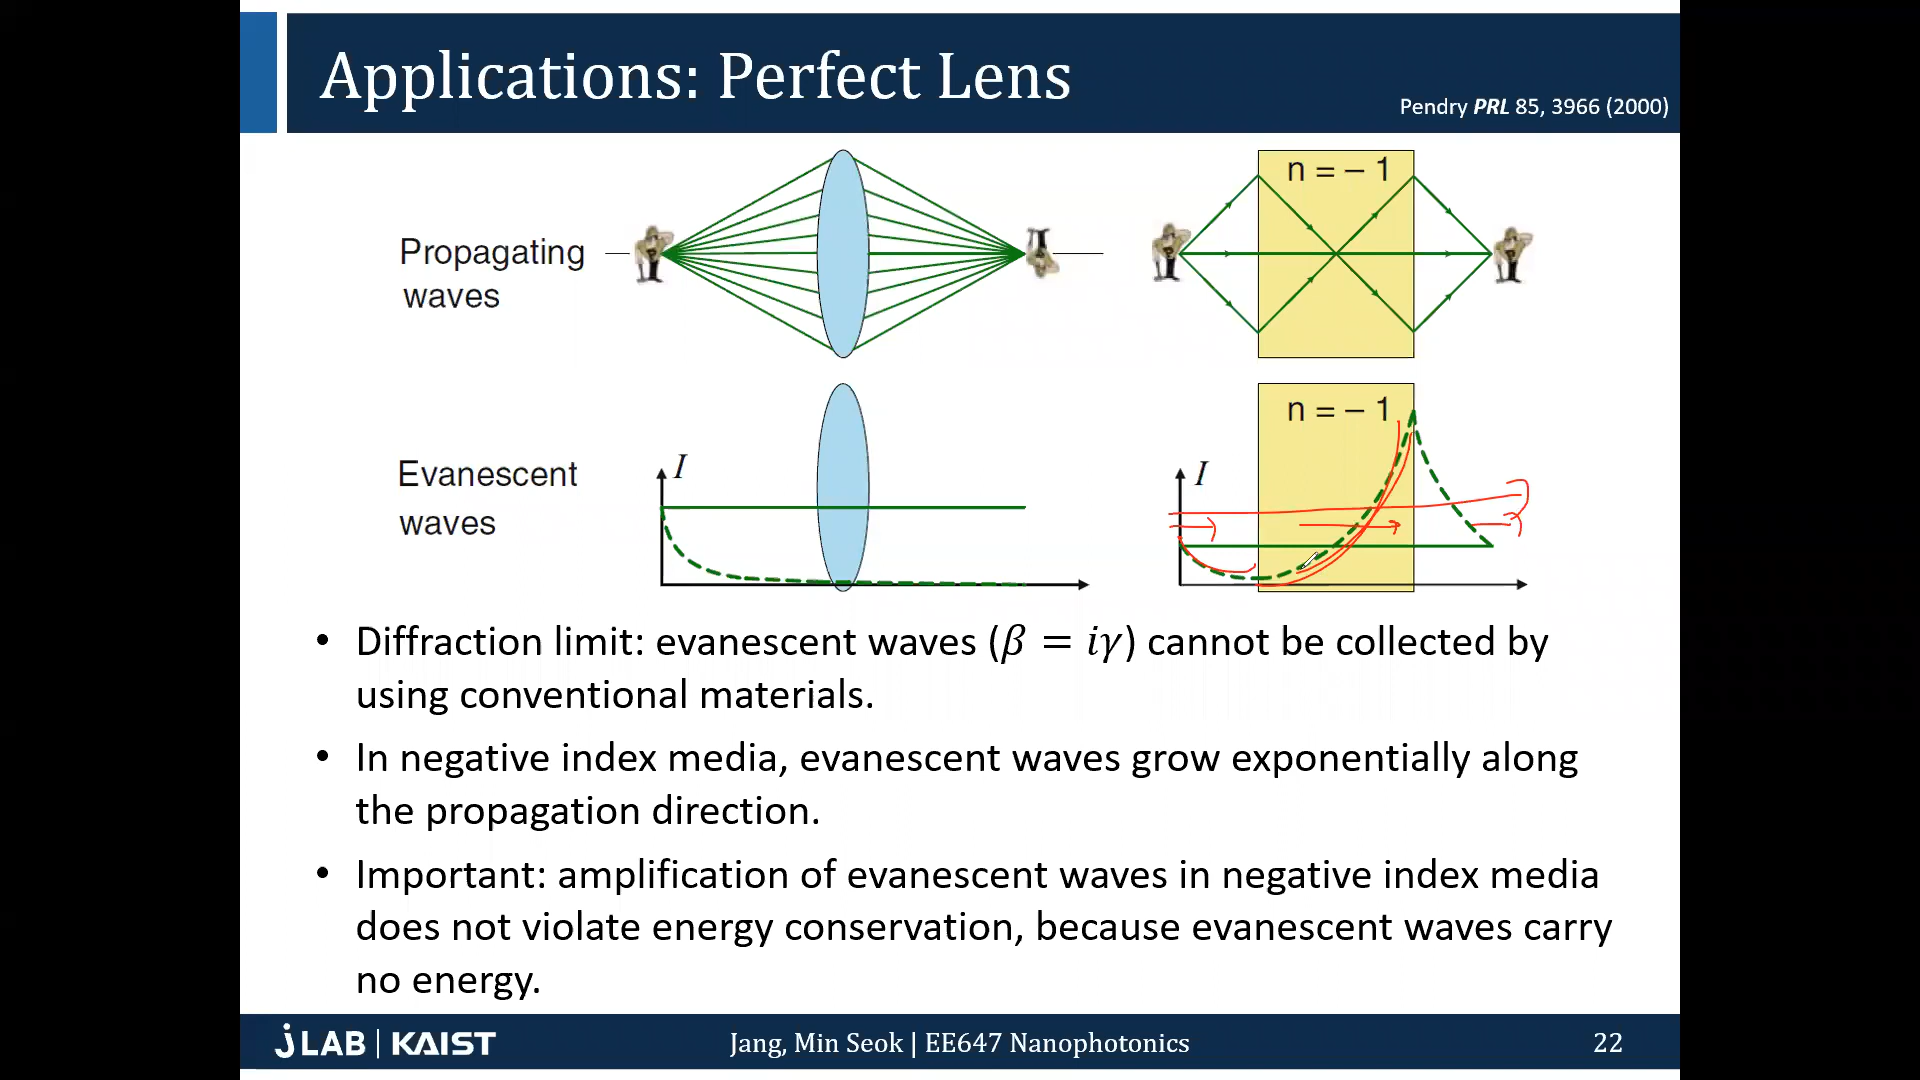 Applications: Perfect Lens
Pendry PRL 85, 3966 (2000)
n = – 1
Propagating
waves
n = – 1
I
I
Evanescent
waves
• Diffraction limit: evanescent waves (β = iγ) cannot be collected by
using conventional materials.
• In negative index media, evanescent waves grow exponentially along
the propagation direction.
• Important: amplification of evanescent waves in negative index media
does not violate energy conservation, because evanescent waves carry
no energy.
jLAB | KAIST
Jang, Min Seok | EE647 Nanophotonics
22